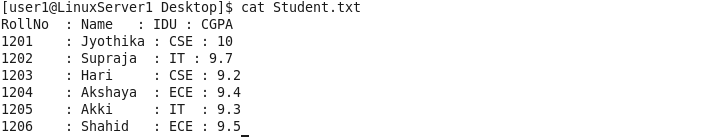 [user1@LinuxServer1 Desktop]$ cat Student.txt
RollNo  : Name   : IDU : CGPA
1201    : Jyothika : CSE : 10
1202    : Supraja  : IT : 9.7
1203    : Hari     : CSE : 9.2
1204    : Akshaya  : ECE : 9.4
1205    : Akki     : IT  : 9.3
1206    : Shahid   : ECE : 9.5